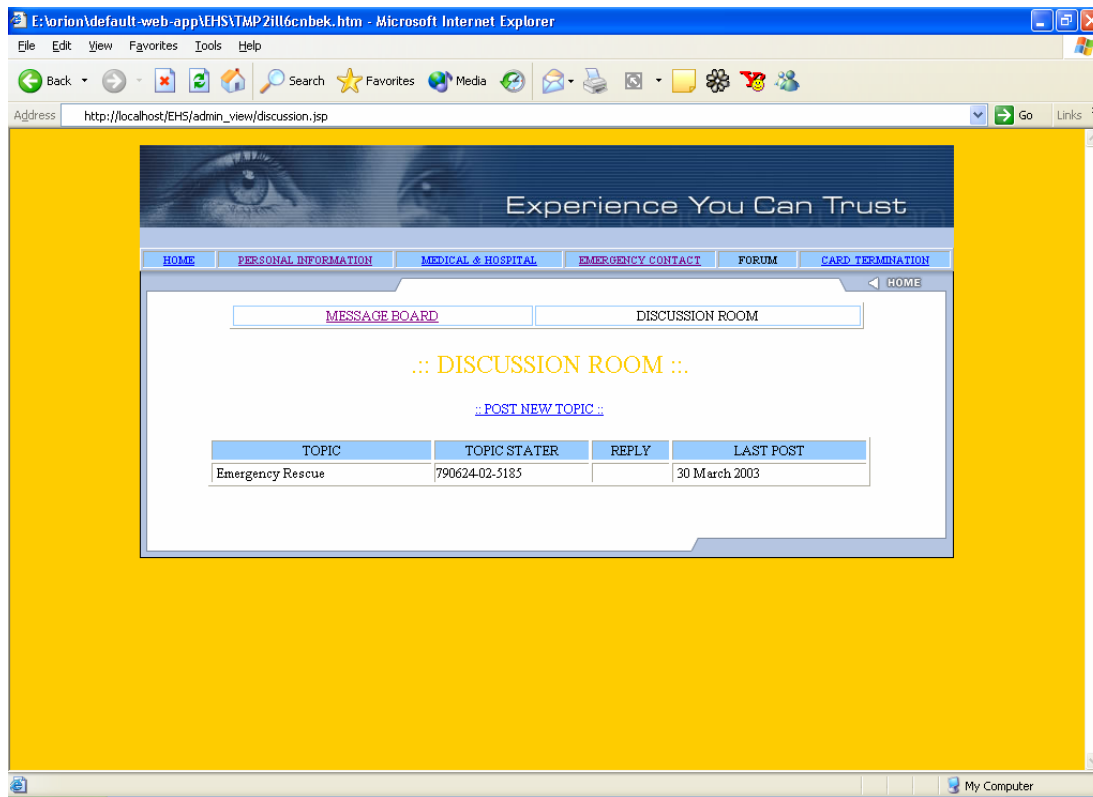 E:\orion\default-web-app\EHS\TMP2ill6cnbek.htm - Microsoft Internet Explorer
File Edit View Favorites Tools Help
Back Search Favorites Media
Address http://localhost/EHS/admin_view/discussion.jsp Go Links
Experience You Can Trust
HOME PERSONAL INFORMATION MEDICAL & HOSPITAL EMERGENCY CONTACT FORUM CARD TERMINATION
HOME
MESSAGE BOARD DISCUSSION ROOM
.:: DISCUSSION ROOM ::.
:: POST NEW TOPIC ::
TOPIC TOPIC STATER REPLY LAST POST
Emergency Rescue 790624-02-5185 30 March 2003
My Computer